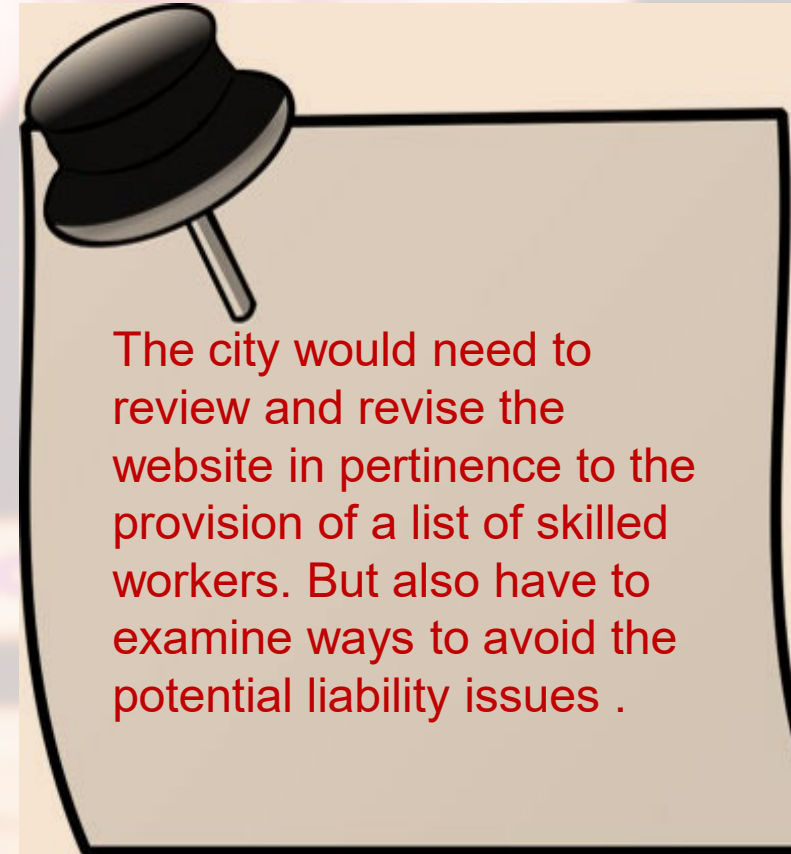 The city would need to
review and revise the
website in pertinence to the
provision of a list of skilled
workers. But also have to
examine ways to avoid the
potential liability issues .